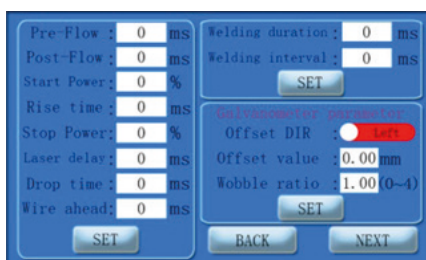 Pre-Flow : 0 ms
Post-Flow : 0 ms
Start Power: 0 %
Rise time : 0 ms
Stop Power: 0 %
Laser delay: 0 ms
Drop time : 0 ms
Wire ahead: 0 ms
SET
Welding duration : 0 ms
Welding interval : 0 ms
SET
Galvanometer parameter
Offset DIR : Left
Offset value : 0.00 mm
Wobble ratio : 1.00 (0~4)
SET
BACK
NEXT